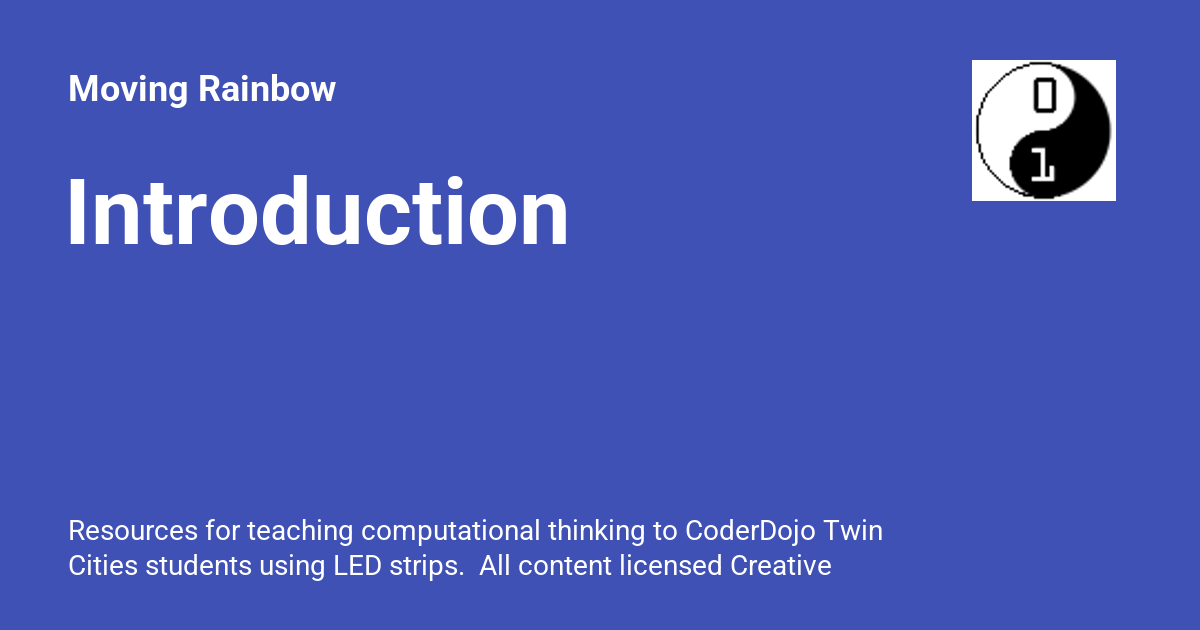 Moving Rainbow
0
1
Introduction
Resources for teaching computational thinking to CoderDojo Twin
Cities students using LED strips.  All content licensed Creative